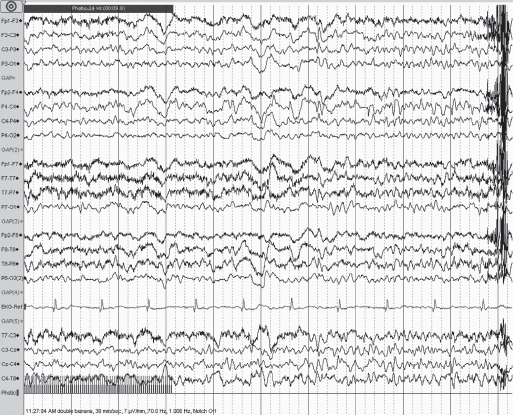 Photic-24 Hz (00:09.9)
Fp1-F3
F3-C3
C3-P3
P3-O1
GAP
Fp2-F4
F4-C4
C4-P4
P4-O2
GAP(2)
Fp1-F7
F7-T7
T7-P7
P7-O1
GAP(3)
Fp2-F8
F8-T8
T8-P8
P8-O2(2)
GAP(4)
EKG-Ref
GAP(5)
T7-C3
C3-Cz
Cz-C4
C4-T8
Photic
11:27:04 AM double banana, 30 mm/sec, 7 µV/mm, 70.0 Hz, 1.000 Hz, Notch Off